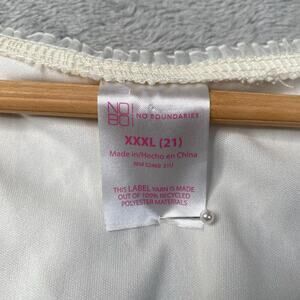 NO!
BO! NO BOUNDARIES
XXXL (21)
Made in/Hecho en China
THIS LABEL YARN IS MADE
OUT OF 100% RECYCLED
POLYESTER MATERIALS